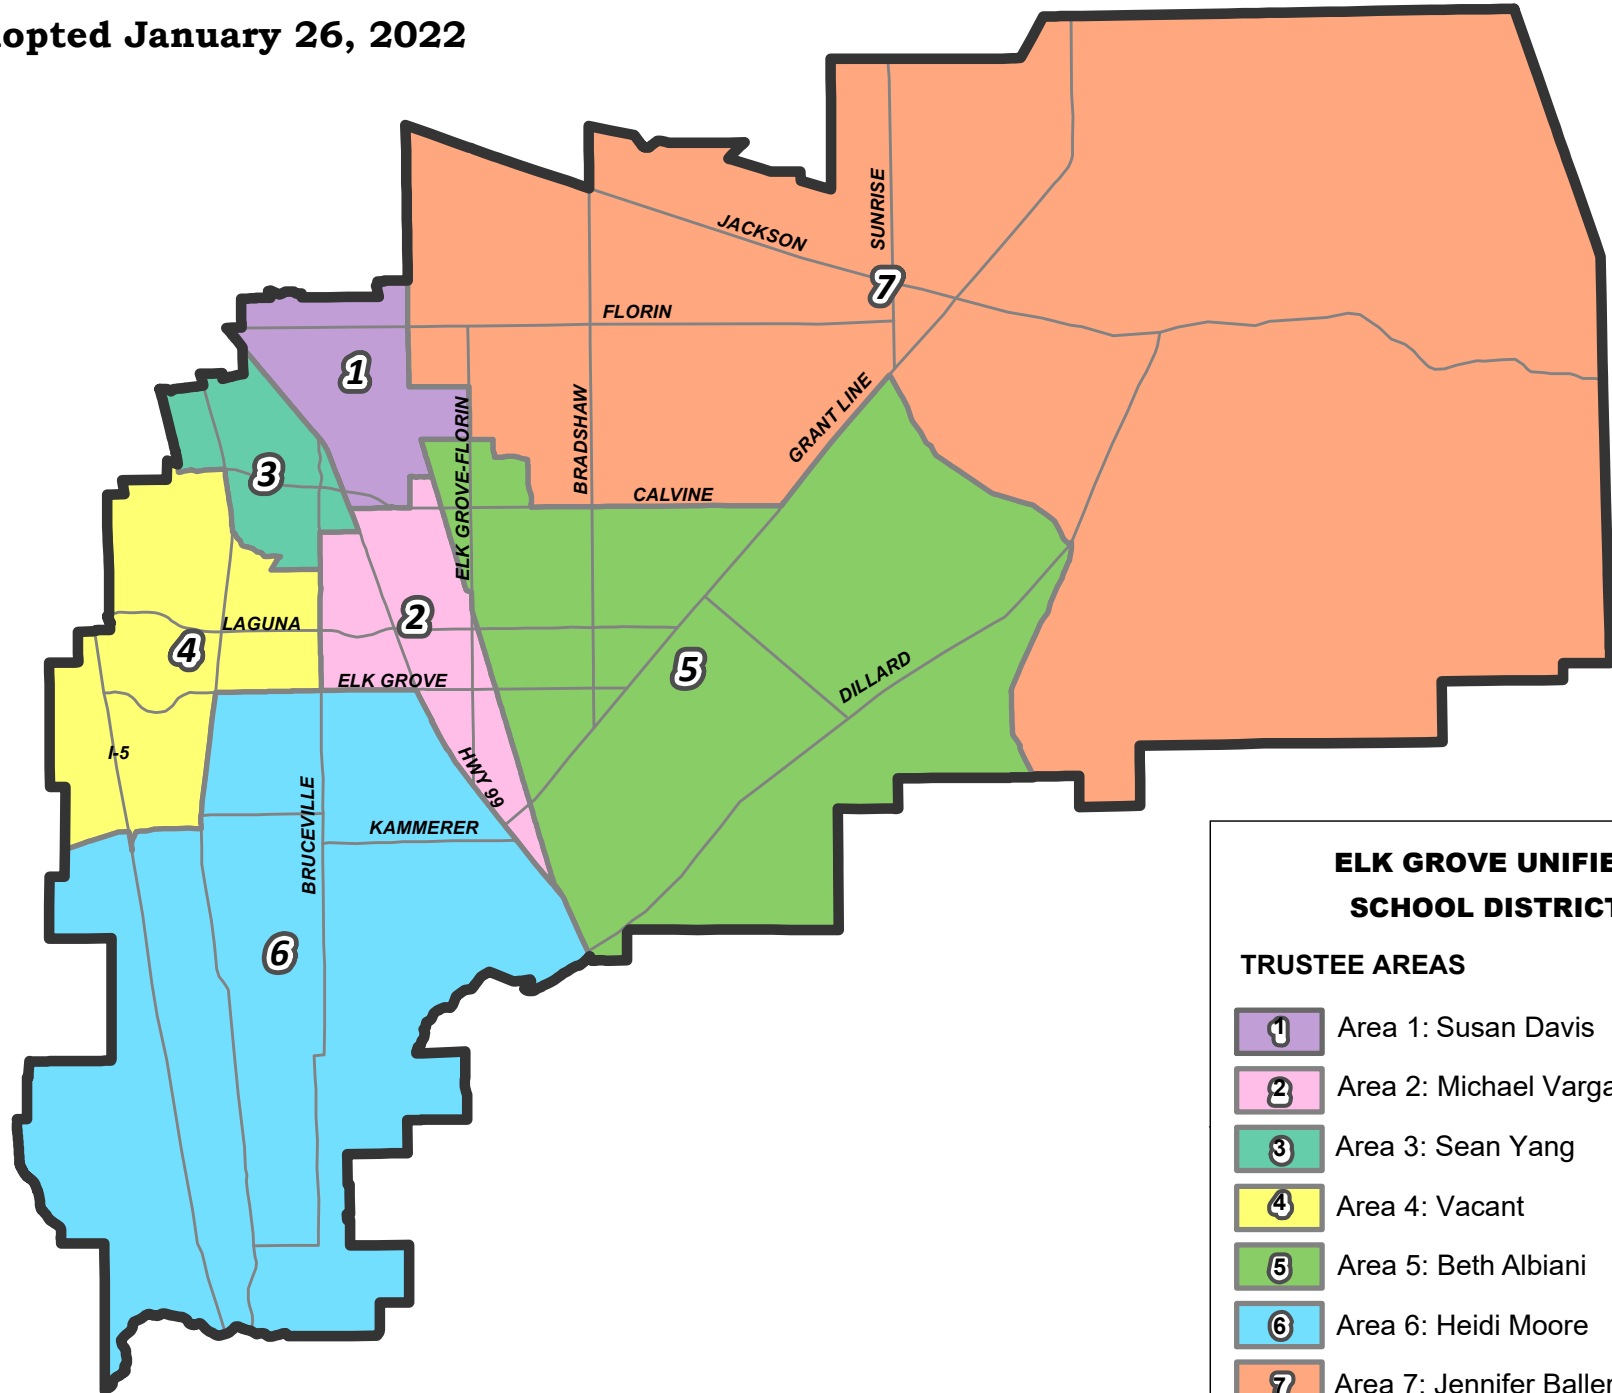 opted January 26, 2022
SUNRISE
JACKSON
7
FLORIN
1
GRANT LINE
ELK GROVE-FLORIN
BRADSHAW
3
CALVINE
2
LAGUNA
4
5
DILLARD
ELK GROVE
I-5
HWY 99
BRUCEVILLE
KAMMERER
6
ELK GROVE UNIFIE
SCHOOL DISTRICT
TRUSTEE AREAS
1 Area 1: Susan Davis
2 Area 2: Michael Varga
3 Area 3: Sean Yang
4 Area 4: Vacant
5 Area 5: Beth Albiani
6 Area 6: Heidi Moore
7 Area 7: Jennifer Baller